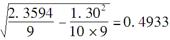 √(2.3594/9 − 1.30²/(10×9)) = 0.4933